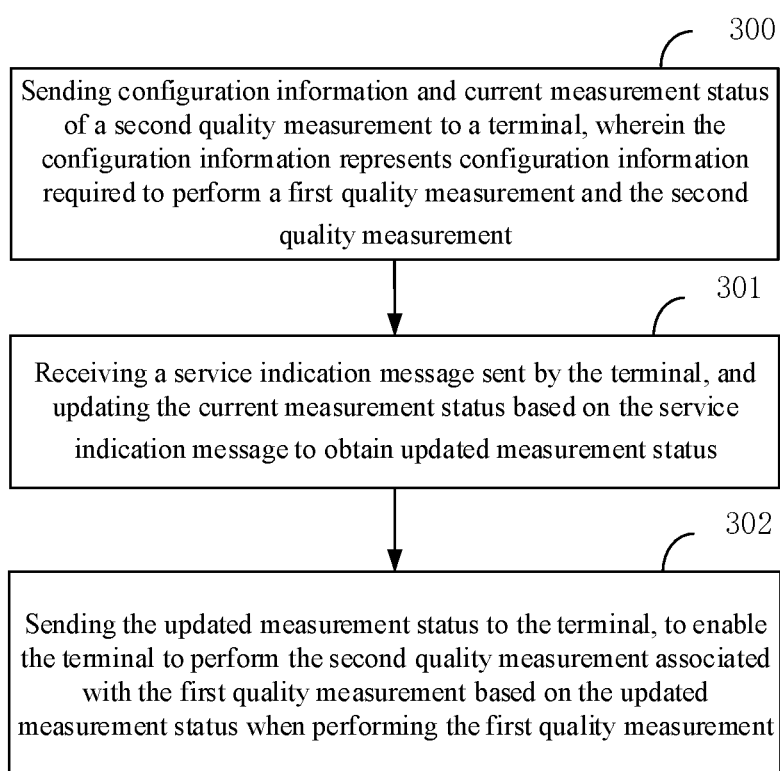 300
Sending configuration information and current measurement status
of a second quality measurement to a terminal, wherein the
configuration information represents configuration information
required to perform a first quality measurement and the second
quality measurement
301
Receiving a service indication message sent by the terminal, and
updating the current measurement status based on the service
indication message to obtain updated measurement status
302
Sending the updated measurement status to the terminal, to enable
the terminal to perform the second quality measurement associated
with the first quality measurement based on the updated
measurement status when performing the first quality measurement